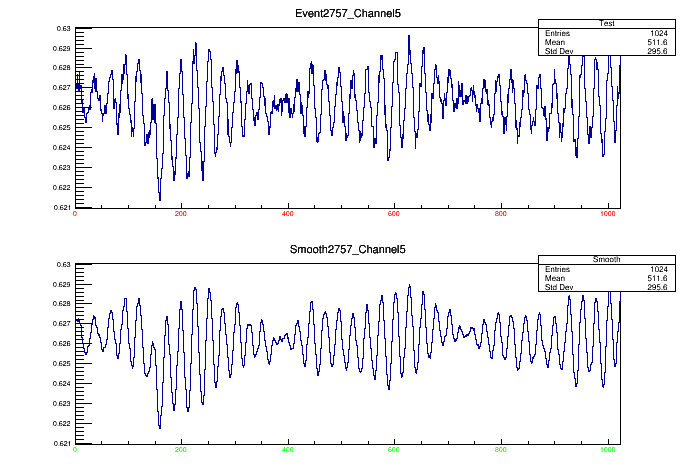 Event2757_Channel5
Test
Entries 1024
Mean 511.6
Std Dev 295.6
0.63
0.629
0.628
0.627
0.626
0.625
0.624
0.623
0.622
0.621
0 200 400 600 800 1000
Smooth2757_Channel5
Smooth
Entries 1024
Mean 511.6
Std Dev 295.6
0.63
0.629
0.628
0.627
0.626
0.625
0.624
0.623
0.622
0.621
0 200 400 600 800 1000